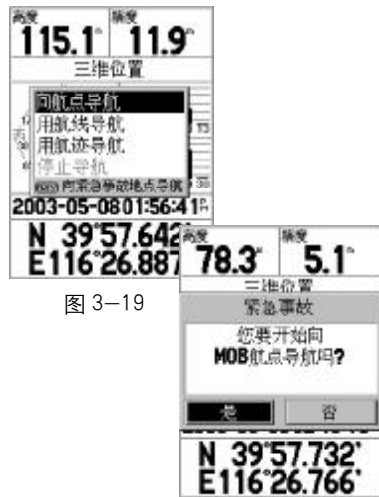 高度 精度
115.1" 11.9"
三维位置
向航点导航
用航线导航
用航迹导航
停止导航
向紧急事故地点导航
2003-05-08 01:56:41
N 39°57.642'
E116°26.887'
图 3-19
高度 精度
78.3" 5.1"
三维位置
紧急事故
您要开始向
MOB航点导航吗?
是 否
N 39°57.732'
E116°26.766'